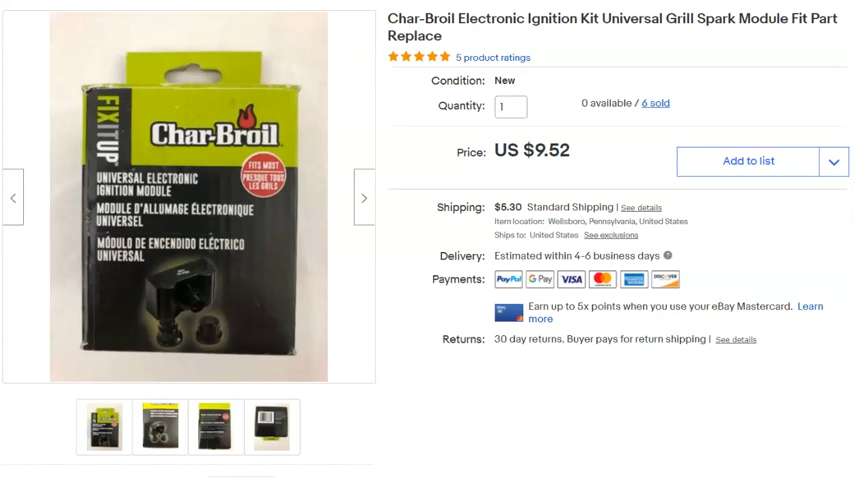 FIXITUP
Char-Broil
FITS MOST
PRESQUE TOUS
LES GRILS
UNIVERSAL ELECTRONIC
IGNITION MODULE
MODULE D'ALLUMAGE ÉLECTRONIQUE
UNIVERSEL
MÓDULO DE ENCENDIDO ELÉCTRICO
UNIVERSAL
Char-Broil Electronic Ignition Kit Universal Grill Spark Module Fit Part
Replace
5 product ratings
Condition: New
Quantity: 1 0 available / 6 sold
Price: US $9.52
Add to list
Shipping: $5.30 Standard Shipping | See details
Item location: Wellsboro, Pennsylvania, United States
Ships to: United States See exclusions
Delivery: Estimated within 4-6 business days
Payments: PayPal G Pay VISA mastercard DISCOVER
Earn up to 5x points when you use your eBay Mastercard. Learn
more
Returns: 30 day returns. Buyer pays for return shipping | See details